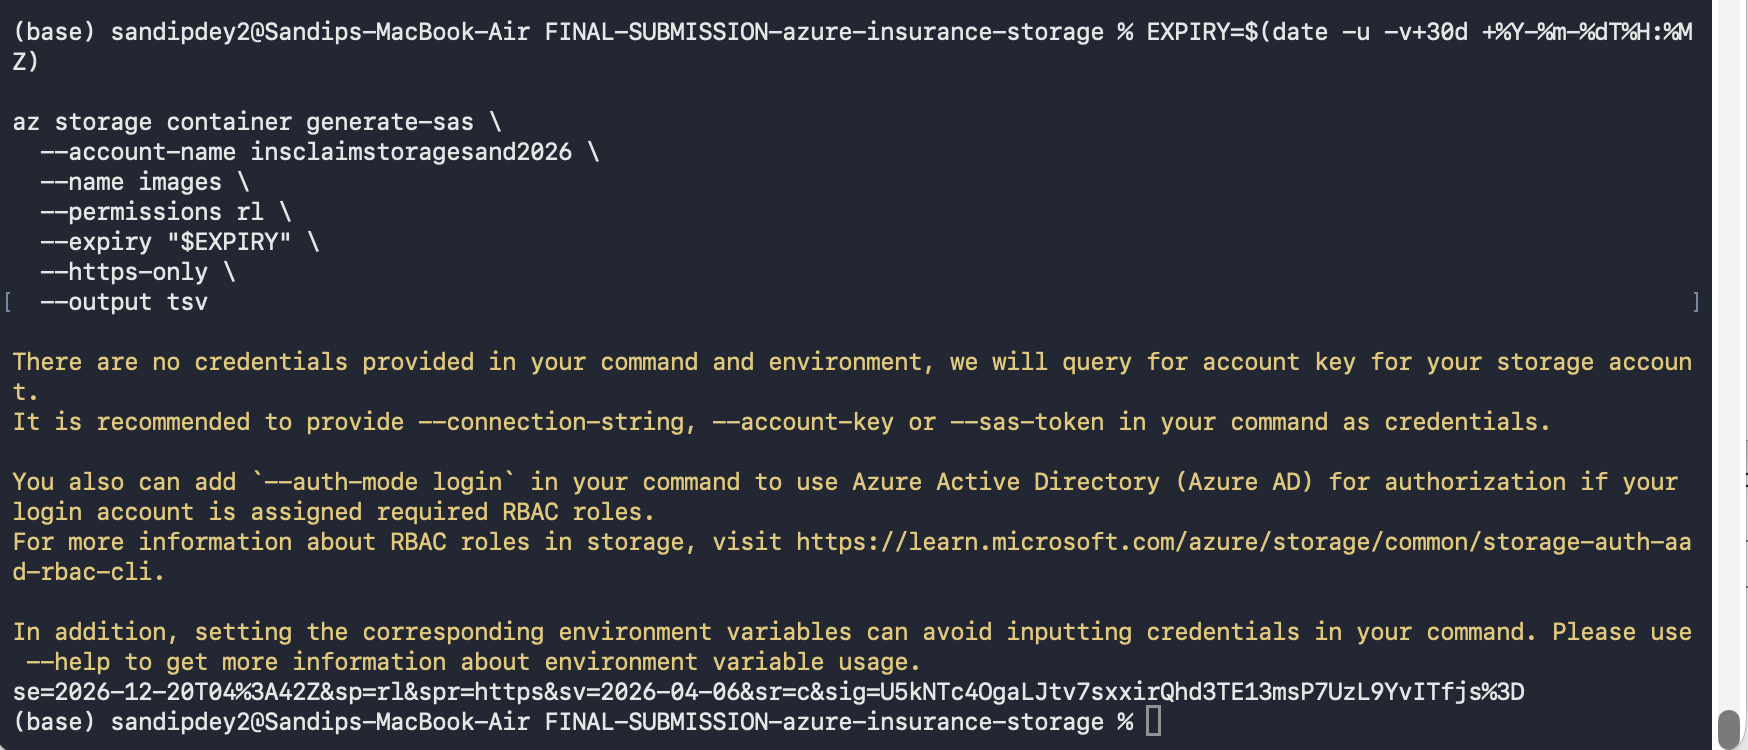 (base) sandipdey2@Sandips-MacBook-Air FINAL-SUBMISSION-azure-insurance-storage % EXPIRY=$(date -u -v+30d +%Y-%m-%dT%H:%M
Z)
az storage container generate-sas \
--account-name insclaimstoragesand2026 \
--name images \
--permissions rl \
--expiry "$EXPIRY" \
--https-only \
[ --output tsv ]
There are no credentials provided in your command and environment, we will query for account key for your storage accoun
t.
It is recommended to provide --connection-string, --account-key or --sas-token in your command as credentials.
You also can add `--auth-mode login` in your command to use Azure Active Directory (Azure AD) for authorization if your
login account is assigned required RBAC roles.
For more information about RBAC roles in storage, visit https://learn.microsoft.com/azure/storage/common/storage-auth-aa
d-rbac-cli.
In addition, setting the corresponding environment variables can avoid inputting credentials in your command. Please use
--help to get more information about environment variable usage.
se=2026-12-20T04%3A42Z&sp=rl&spr=https&sv=2026-04-06&sr=c&sig=U5kNTc4OgaLJtv7sxxirQhd3TE13msP7UzL9YvITfjs%3D
(base) sandipdey2@Sandips-MacBook-Air FINAL-SUBMISSION-azure-insurance-storage %